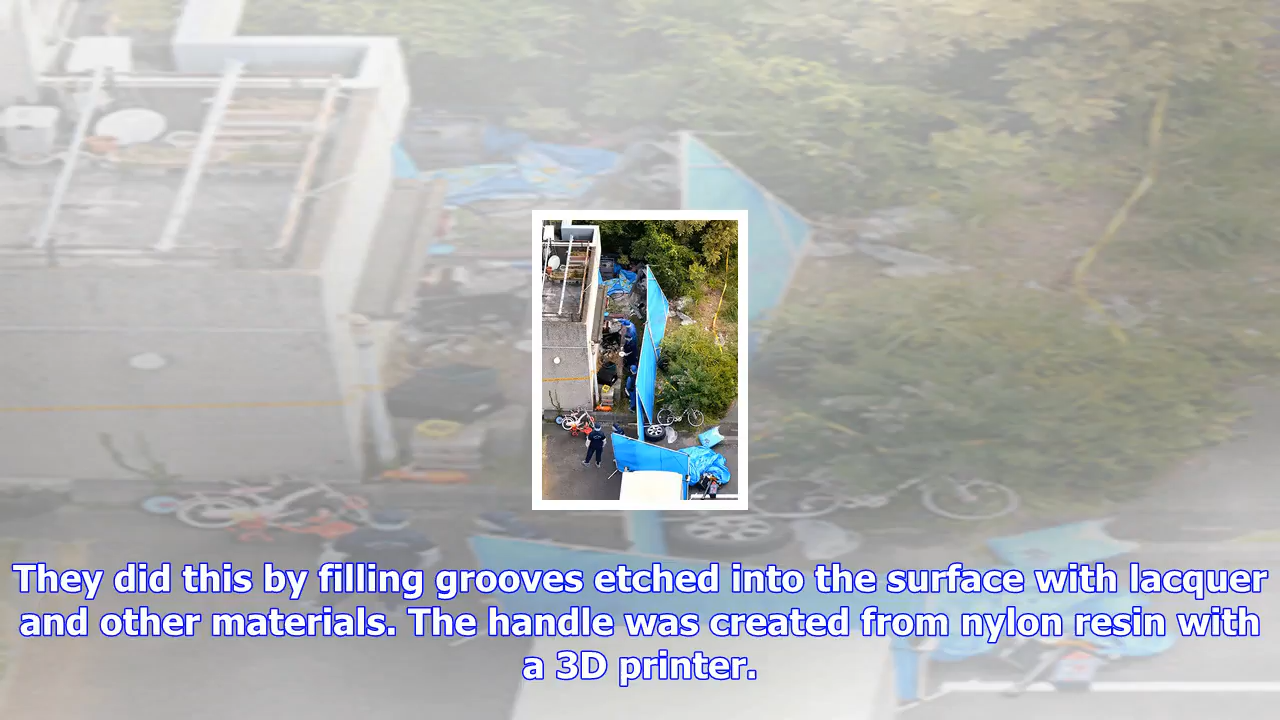 They did this by filling grooves etched into the surface with lacquer
and other materials. The handle was created from nylon resin with
a 3D printer.